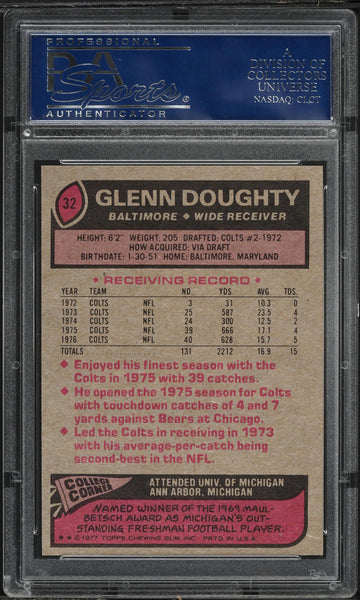 PROFESSIONAL
PSA
Sports
AUTHENTICATOR
A
DIVISION OF
COLLECTORS
UNIVERSE
NASDAQ: CLCT
32
GLENN DOUGHTY
BALTIMORE ◆ WIDE RECEIVER
HEIGHT: 6'2" WEIGHT: 205 DRAFTED: COLTS #2-1972
HOW ACQUIRED: VIA DRAFT
BIRTHDATE: 1-30-51 HOME: BALTIMORE, MARYLAND
◆ RECEIVING RECORD ◆
YEAR TEAM NO. YDS. AVG. TDS.
1972 COLTS NFL 3 31 10.3 0
1973 COLTS NFL 25 587 23.5 4
1974 COLTS NFL 24 300 12.5 2
1975 COLTS NFL 39 666 17.1 4
1976 COLTS NFL 40 628 15.7 5
TOTALS 131 2212 16.9 15
◆ Enjoyed his finest season with the
Colts in 1975 with 39 catches.
◆ He opened the 1975 season for Colts
with touchdown catches of 4 and 7
yards against Bears at Chicago.
◆ Led the Colts in receiving in 1973
with his average-per-catch being
second-best in the NFL.
COLLEGE
CORNER
ATTENDED UNIV. OF MICHIGAN
ANN ARBOR, MICHIGAN
NAMED WINNER OF THE 1969 MAUL-
BETSCH AWARD AS MICHIGAN'S OUT-
STANDING FRESHMAN FOOTBALL PLAYER.
★ ★ © 1977 TOPPS CHEWING GUM, INC. PRTD. IN U.S.A.